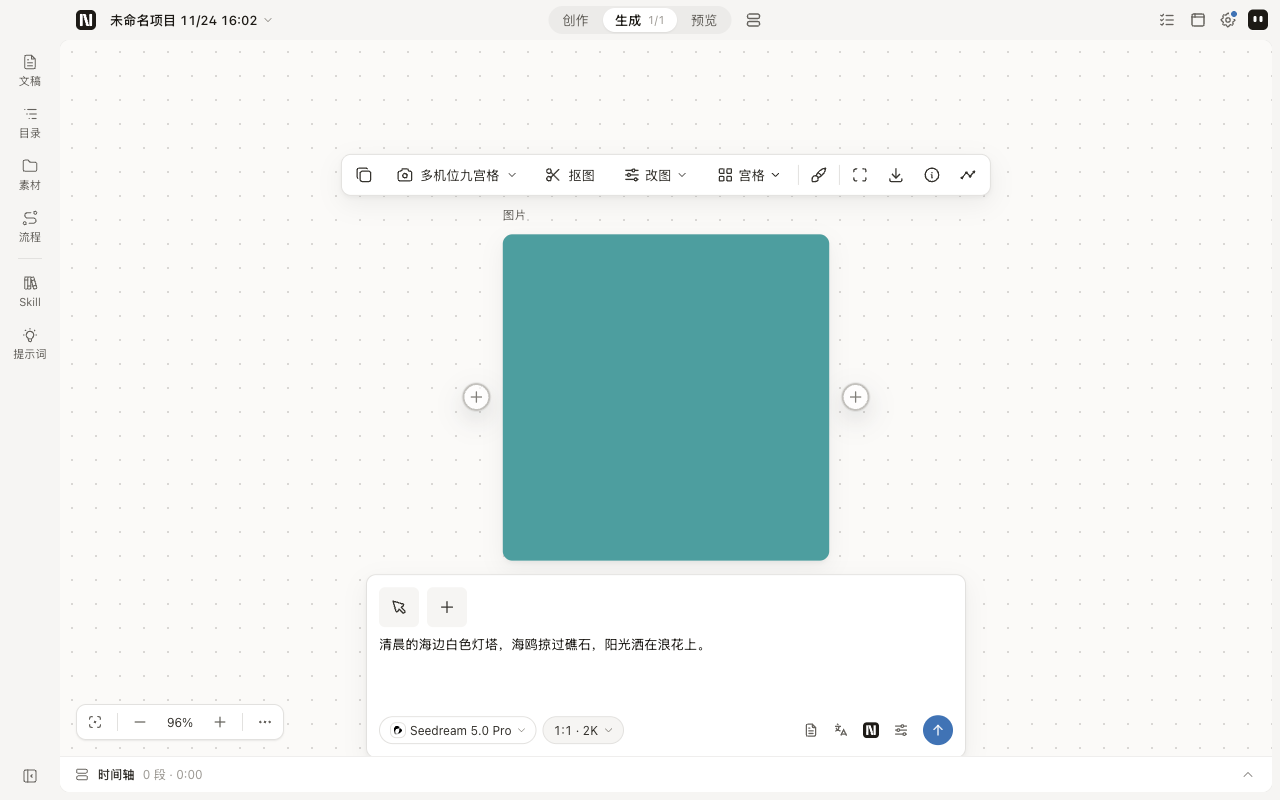 未命名项目 11/24 16:02
创作
生成 1/1
预览
文稿
目录
素材
流程
Skill
提示词
多机位九宫格
抠图
改图
宫格
图片
清晨的海边白色灯塔，海鸥掠过礁石，阳光洒在浪花上。
Seedream 5.0 Pro
1:1 · 2K
96%
时间轴 0 段 · 0:00